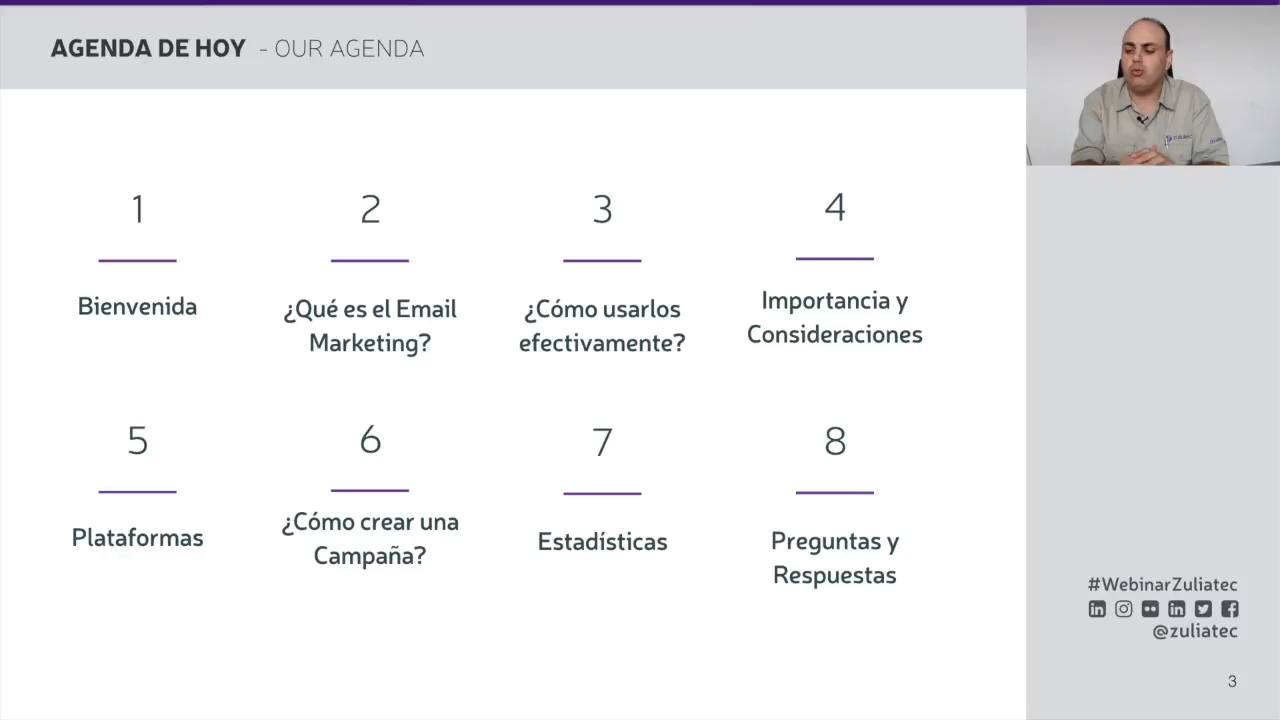 AGENDA DE HOY - OUR AGENDA
1
Bienvenida
2
¿Qué es el Email
Marketing?
3
¿Cómo usarlos
efectivamente?
4
Importancia y
Consideraciones
5
Plataformas
6
¿Cómo crear una
Campaña?
7
Estadísticas
8
Preguntas y
Respuestas
zuliatec
#WebinarZuliatec
@zuliatec
3